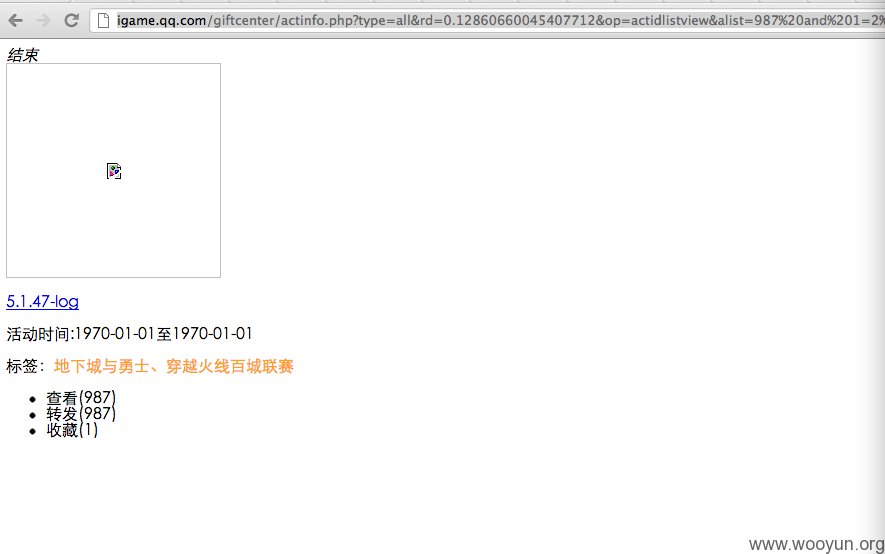 igame.qq.com/giftcenter/actinfo.php?type=all&rd=0.12860660045407712&op=actidlistview&alist=987%20and%201=2%
结束
5.1.47-log
活动时间:1970-01-01至1970-01-01
标签：地下城与勇士、穿越火线百城联赛
查看(987)
转发(987)
收藏(1)
www.wooyun.org